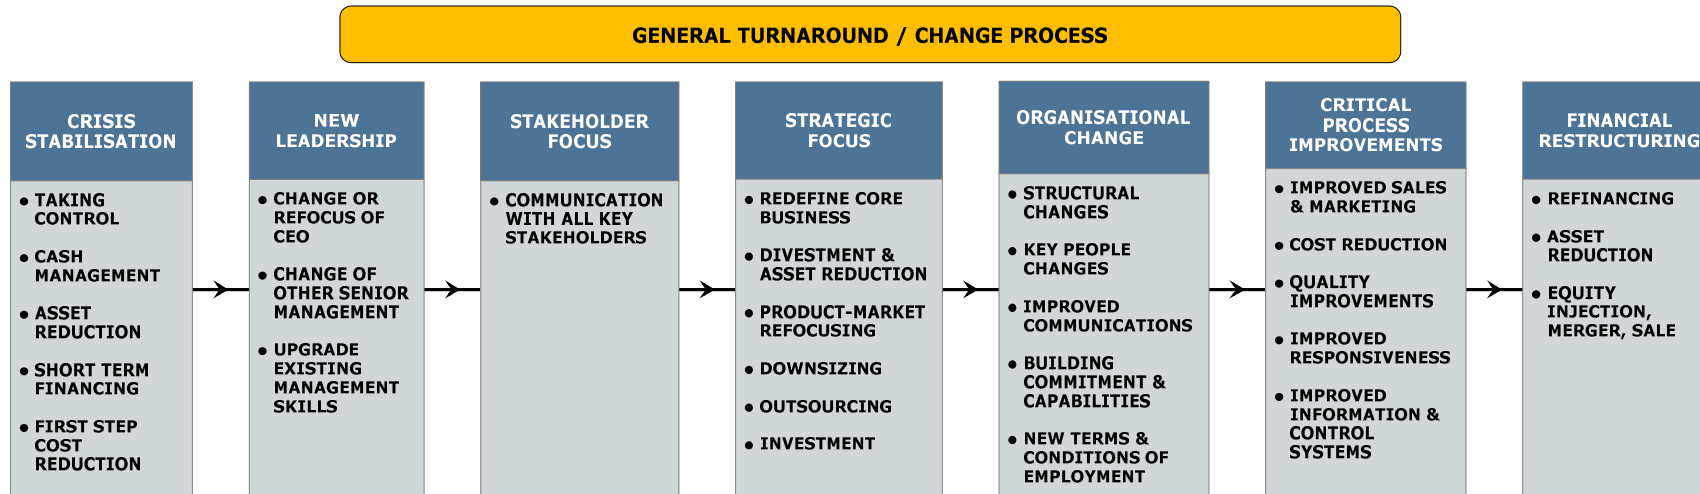 GENERAL TURNAROUND / CHANGE PROCESS
CRISIS
STABILISATION
● TAKING
CONTROL
● CASH
MANAGEMENT
● ASSET
REDUCTION
● SHORT TERM
FINANCING
● FIRST STEP
COST
REDUCTION
NEW
LEADERSHIP
● CHANGE OR
REFOCUS OF
CEO
● CHANGE OF
OTHER SENIOR
MANAGEMENT
● UPGRADE
EXISTING
MANAGEMENT
SKILLS
STAKEHOLDER
FOCUS
● COMMUNICATION
WITH ALL KEY
STAKEHOLDERS
STRATEGIC
FOCUS
● REDEFINE CORE
BUSINESS
● DIVESTMENT &
ASSET REDUCTION
● PRODUCT-MARKET
REFOCUSING
● DOWNSIZING
● OUTSOURCING
● INVESTMENT
ORGANISATIONAL
CHANGE
● STRUCTURAL
CHANGES
● KEY PEOPLE
CHANGES
● IMPROVED
COMMUNICATIONS
● BUILDING
COMMITMENT &
CAPABILITIES
● NEW TERMS &
CONDITIONS OF
EMPLOYMENT
CRITICAL
PROCESS
IMPROVEMENTS
● IMPROVED SALES
& MARKETING
● COST REDUCTION
● QUALITY
IMPROVEMENTS
● IMPROVED
RESPONSIVENESS
● IMPROVED
INFORMATION &
CONTROL
SYSTEMS
FINANCIAL
RESTRUCTURING
● REFINANCING
● ASSET
REDUCTION
● EQUITY
INJECTION,
MERGER, SALE